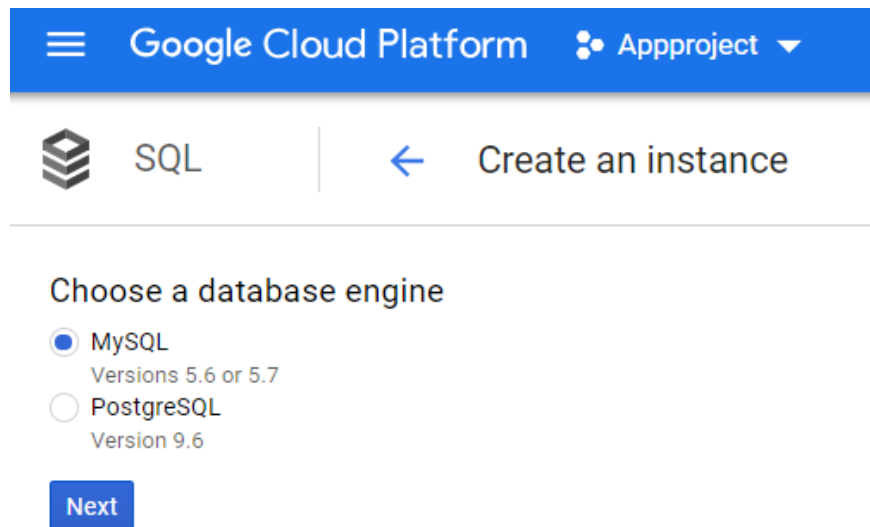 Google Cloud Platform Appproject
SQL Create an instance
Choose a database engine
MySQL
Versions 5.6 or 5.7
PostgreSQL
Version 9.6
Next